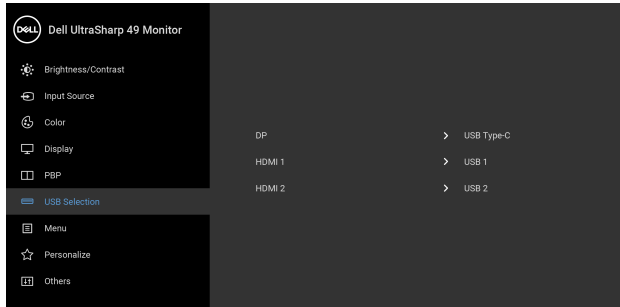 DELL Dell UltraSharp 49 Monitor
Brightness/Contrast
Input Source
Color
Display
PBP
USB Selection
Menu
Personalize
Others
DP USB Type-C
HDMI 1 USB 1
HDMI 2 USB 2